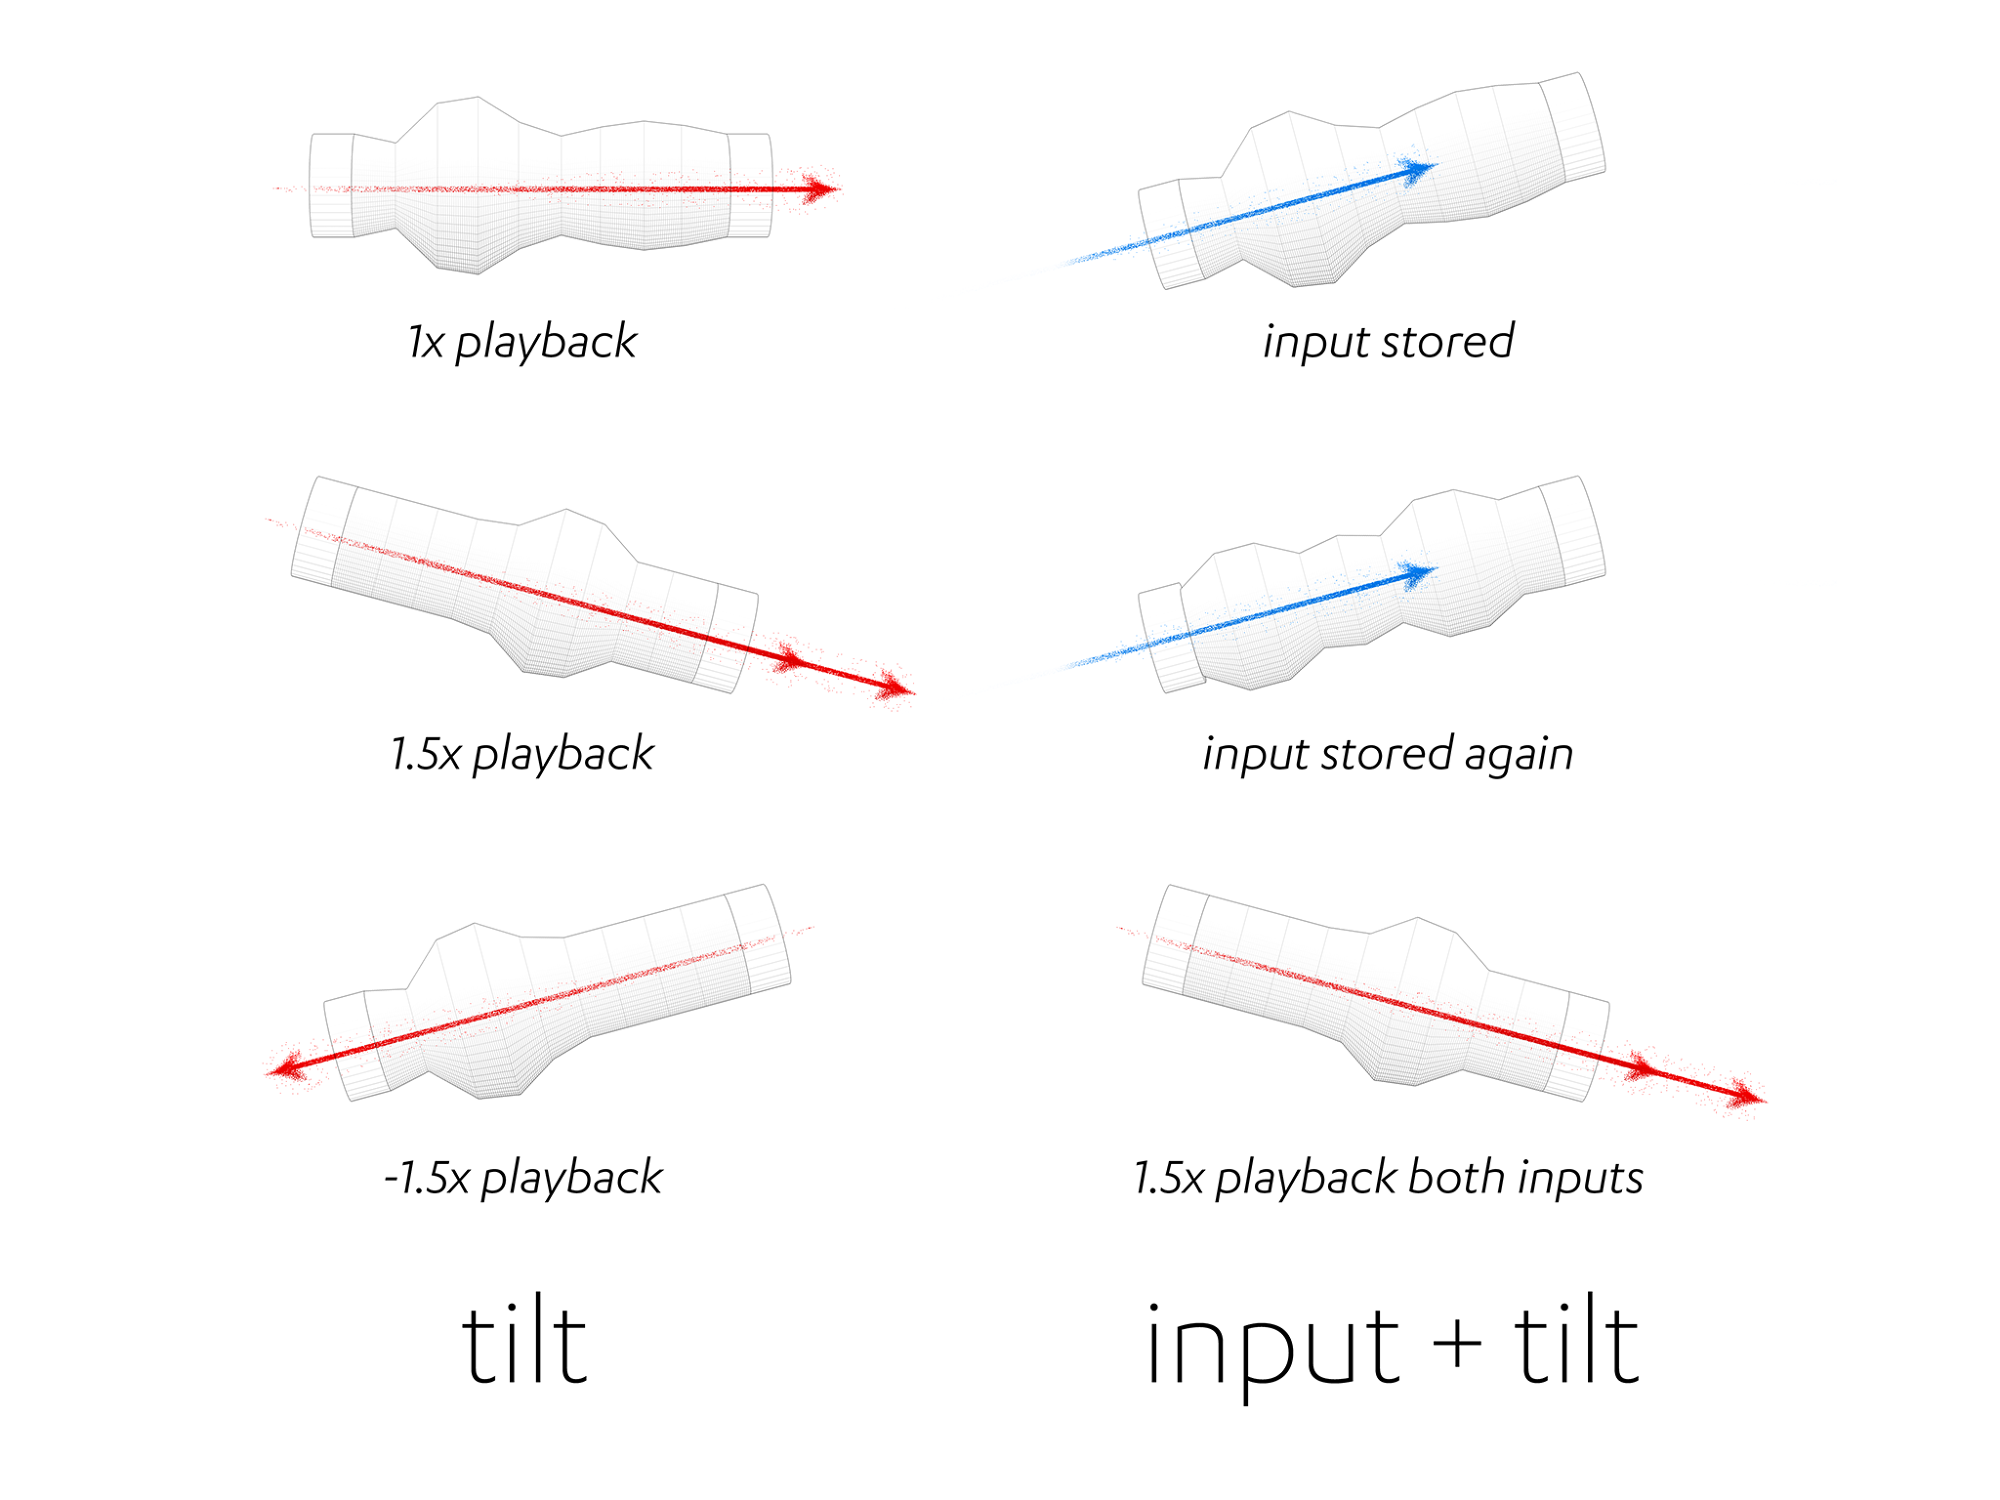 1x playback
input stored
1.5x playback
input stored again
-1.5x playback
1.5x playback both inputs
tilt
input + tilt